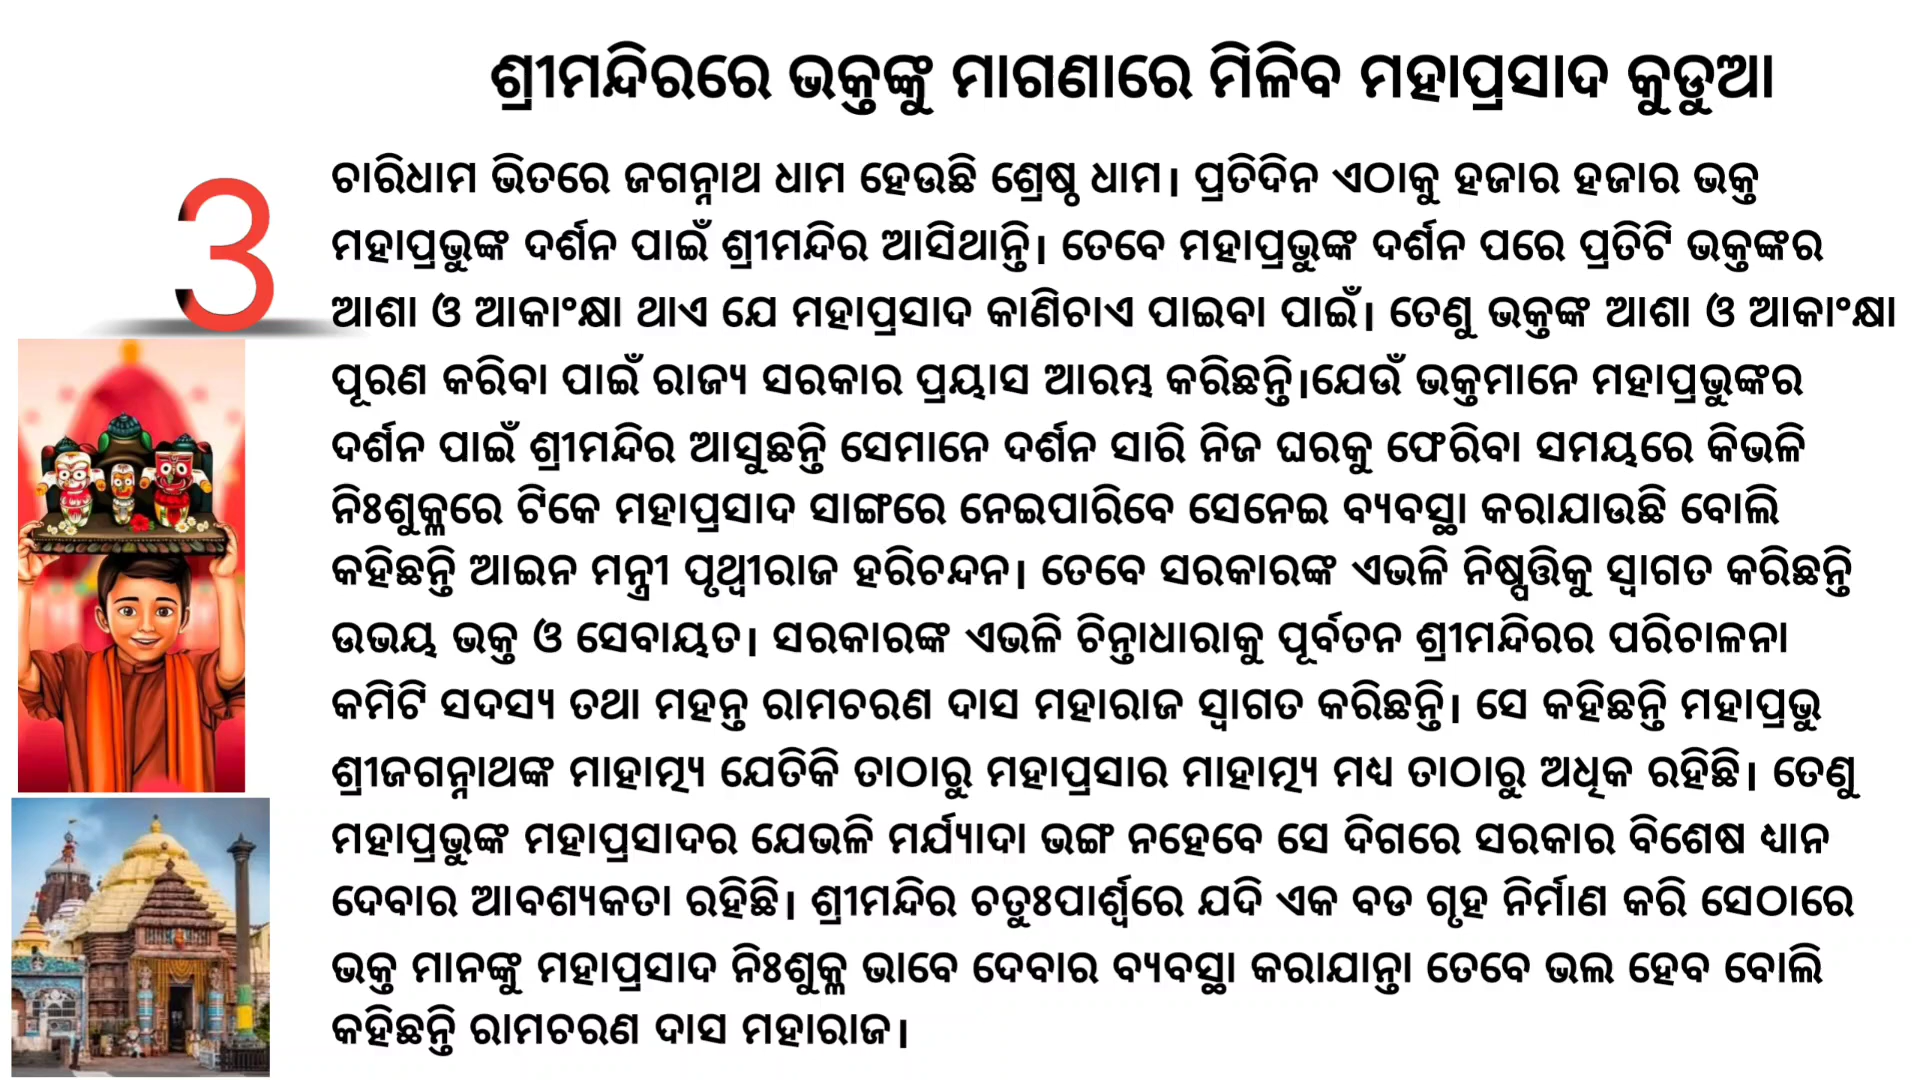 ଶ୍ରୀମନ୍ଦିରରେ ଭକ୍ତଙ୍କୁ ମାଗଣାରେ ମିଳିବ ମହାପ୍ରସାଦ କୁଡୁଆ
3
ଚାରିଧାମ ଭିତରେ ଜଗନ୍ନାଥ ଧାମ ହେଉଛି ଶ୍ରେଷ୍ଠ ଧାମ। ପ୍ରତିଦିନ ଏଠାକୁ ହଜାର ହଜାର ଭକ୍ତ
ମହାପ୍ରଭୁଙ୍କ ଦର୍ଶନ ପାଇଁ ଶ୍ରୀମନ୍ଦିର ଆସିଥାନ୍ତି। ତେବେ ମହାପ୍ରଭୁଙ୍କ ଦର୍ଶନ ପରେ ପ୍ରତିଟି ଭକ୍ତଙ୍କର
ଆଶା ଓ ଆକାଂକ୍ଷା ଥାଏ ଯେ ମହାପ୍ରସାଦ କାଣିଚାଏ ପାଇବା ପାଇଁ। ତେଣୁ ଭକ୍ତଙ୍କ ଆଶା ଓ ଆକାଂକ୍ଷା
ପୂରଣ କରିବା ପାଇଁ ରାଜ୍ୟ ସରକାର ପ୍ରୟାସ ଆରମ୍ଭ କରିଛନ୍ତି।ଯେଉଁ ଭକ୍ତମାନେ ମହାପ୍ରଭୁଙ୍କର
ଦର୍ଶନ ପାଇଁ ଶ୍ରୀମନ୍ଦିର ଆସୁଛନ୍ତି ସେମାନେ ଦର୍ଶନ ସାରି ନିଜ ଘରକୁ ଫେରିବା ସମୟରେ କିଭଳି
ନିଃଶୁଳ୍କରେ ଟିକେ ମହାପ୍ରସାଦ ସାଙ୍ଗରେ ନେଇପାରିବେ ସେନେଇ ବ୍ୟବସ୍ଥା କରାଯାଉଛି ବୋଲି
କହିଛନ୍ତି ଆଇନ ମନ୍ତ୍ରୀ ପୃଥ୍ୱୀରାଜ ହରିଚନ୍ଦନ। ତେବେ ସରକାରଙ୍କ ଏଭଳି ନିଷ୍ପତ୍ତିକୁ ସ୍ୱାଗତ କରିଛନ୍ତି
ଉଭୟ ଭକ୍ତ ଓ ସେବାୟତ। ସରକାରଙ୍କ ଏଭଳି ଚିନ୍ତାଧାରାକୁ ପୂର୍ବତନ ଶ୍ରୀମନ୍ଦିରର ପରିଚାଳନା
କମିଟି ସଦସ୍ୟ ତଥା ମହନ୍ତ ରାମଚରଣ ଦାସ ମହାରାଜ ସ୍ୱାଗତ କରିଛନ୍ତି। ସେ କହିଛନ୍ତି ମହାପ୍ରଭୁ
ଶ୍ରୀଜଗନ୍ନାଥଙ୍କ ମାହାତ୍ମ୍ୟ ଯେତିକି ତାଠାରୁ ମହାପ୍ରସାର ମାହାତ୍ମ୍ୟ ମଧ୍ୟ ତାଠାରୁ ଅଧିକ ରହିଛି। ତେଣୁ
ମହାପ୍ରଭୁଙ୍କ ମହାପ୍ରସାଦର ଯେଭଳି ମର୍ଯ୍ୟାଦା ଭଙ୍ଗ ନହେବେ ସେ ଦିଗରେ ସରକାର ବିଶେଷ ଧ୍ୟାନ
ଦେବାର ଆବଶ୍ୟକତା ରହିଛି। ଶ୍ରୀମନ୍ଦିର ଚତୁଃପାର୍ଶ୍ୱରେ ଯଦି ଏକ ବଡ ଗୃହ ନିର୍ମାଣ କରି ସେଠାରେ
ଭକ୍ତ ମାନଙ୍କୁ ମହାପ୍ରସାଦ ନିଃଶୁଳ୍କ ଭାବେ ଦେବାର ବ୍ୟବସ୍ଥା କରାଯାନ୍ତା ତେବେ ଭଲ ହେବ ବୋଲି
କହିଛନ୍ତି ରାମଚରଣ ଦାସ ମହାରାଜ।